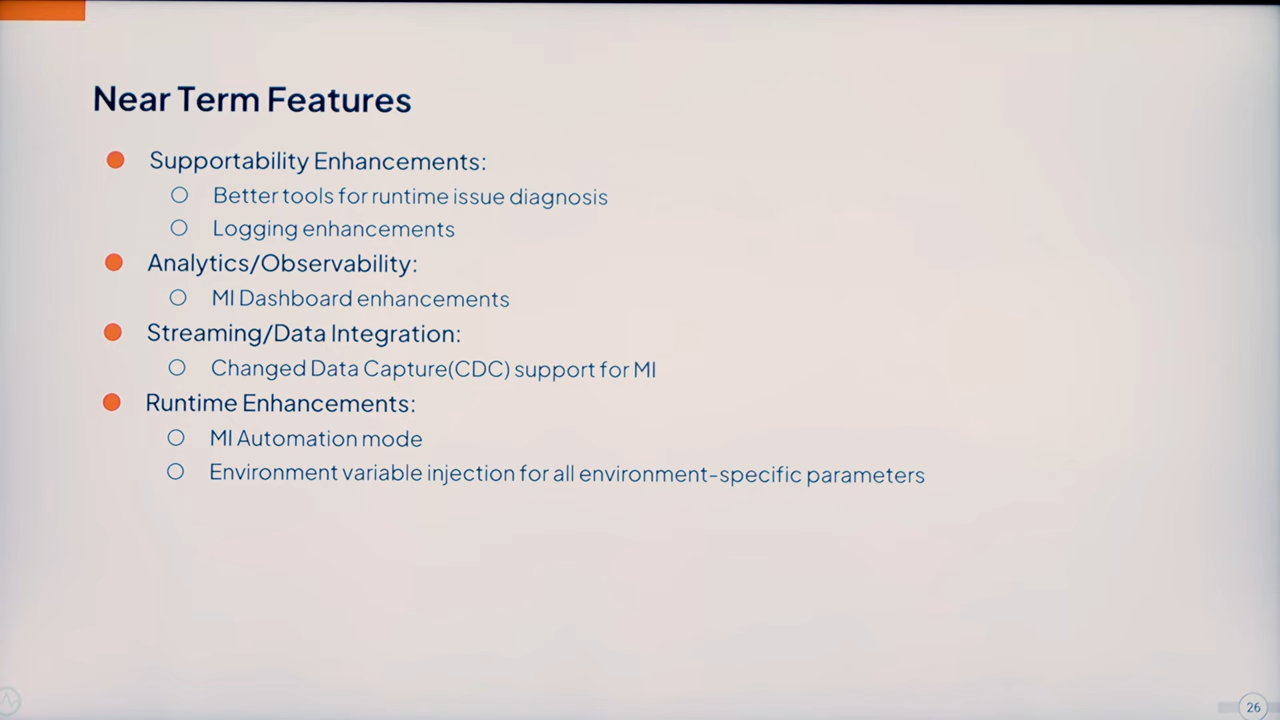 Near Term Features
Supportability Enhancements:
Better tools for runtime issue diagnosis
Logging enhancements
Analytics/Observability:
MI Dashboard enhancements
Streaming/Data Integration:
Changed Data Capture(CDC) support for MI
Runtime Enhancements:
MI Automation mode
Environment variable injection for all environment-specific parameters
26